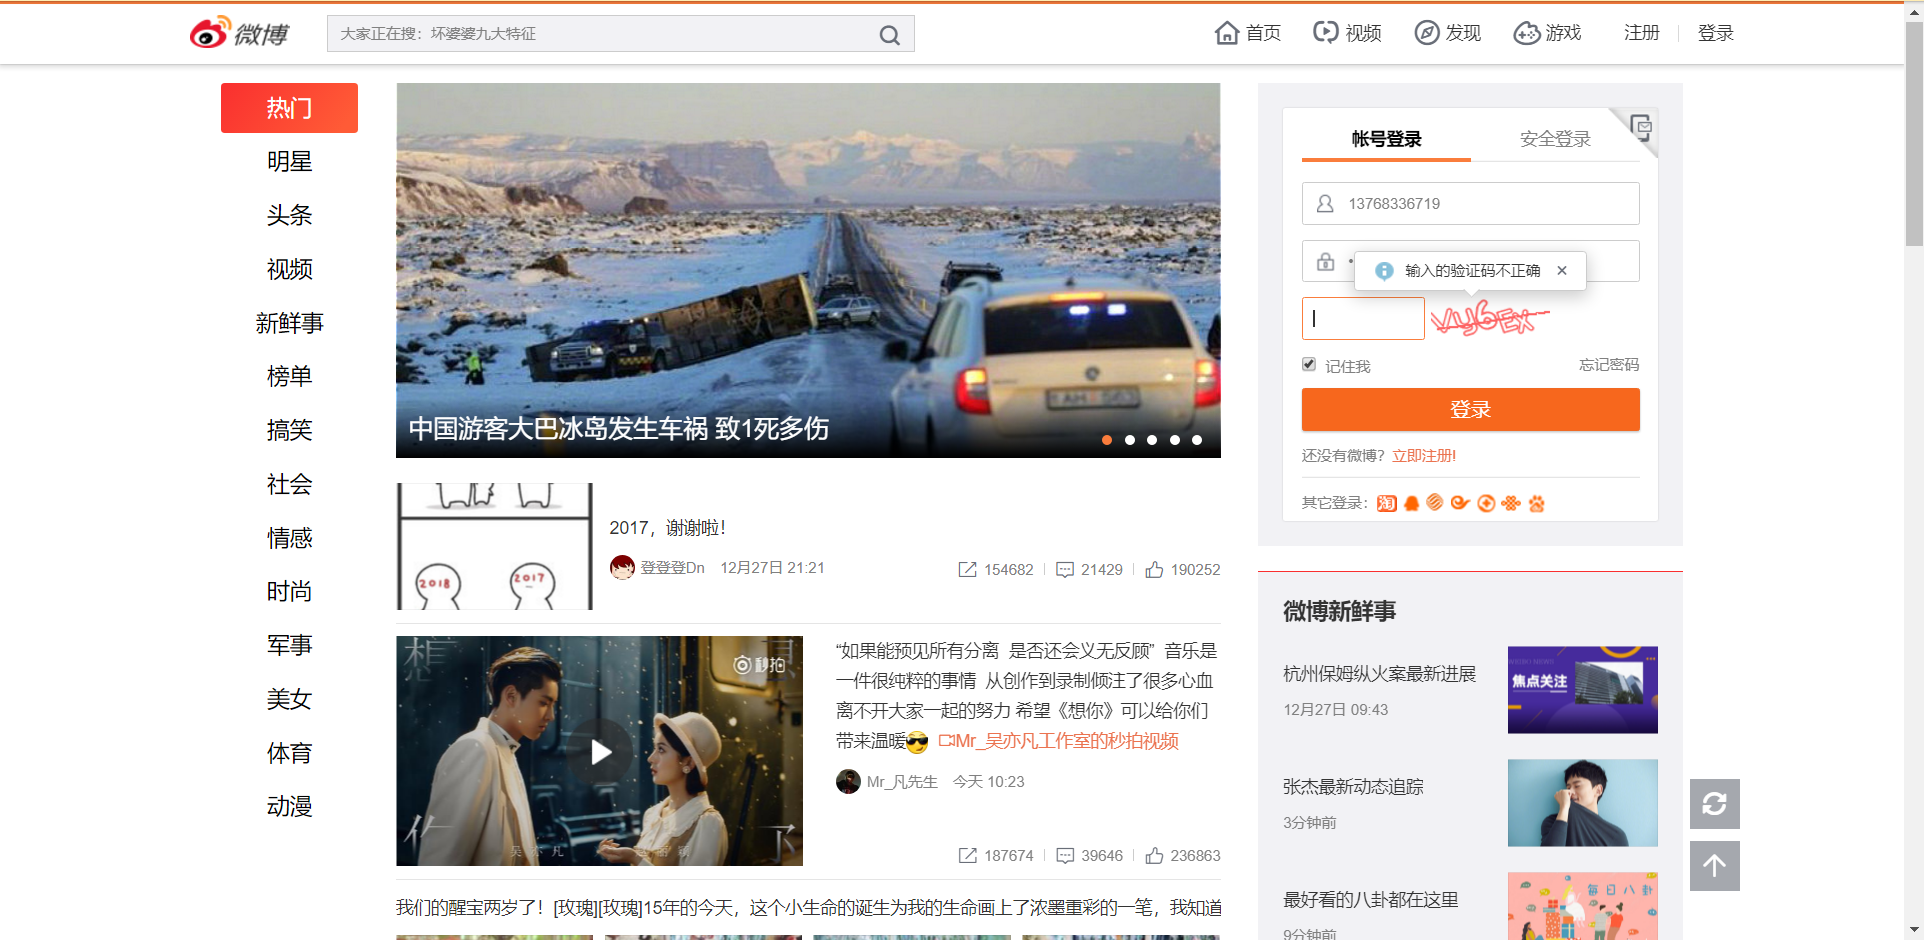 微博
大家正在搜：坏婆婆九大特征
首页
视频
发现
游戏
注册
登录
热门
明星
头条
视频
新鲜事
榜单
搞笑
社会
情感
时尚
军事
美女
体育
动漫
中国游客大巴冰岛发生车祸 致1死多伤
2018
2017
2017，谢谢啦！
登登登Dn 12月27日 21:21
154682
21429
190252
想
秒拍
你
吴亦凡
“如果能预见所有分离 是否还会义无反顾” 音乐是
一件很纯粹的事情 从创作到录制倾注了很多心血
离不开大家一起的努力 希望《想你》可以给你们
带来温暖 Mr_吴亦凡工作室的秒拍视频
Mr_凡先生 今天 10:23
187674
39646
236863
我们的醒宝两岁了！[玫瑰][玫瑰]15年的今天，这个小生命的诞生为我的生命画上了浓墨重彩的一笔，我知道
帐号登录
安全登录
13768336719
输入的验证码不正确
Vy6EX
记住我
忘记密码
登录
还没有微博？立即注册!
其它登录：
淘
微博新鲜事
杭州保姆纵火案最新进展
12月27日 09:43
焦点关注
张杰最新动态追踪
3分钟前
最好看的八卦都在这里
9分钟前
每日八卦